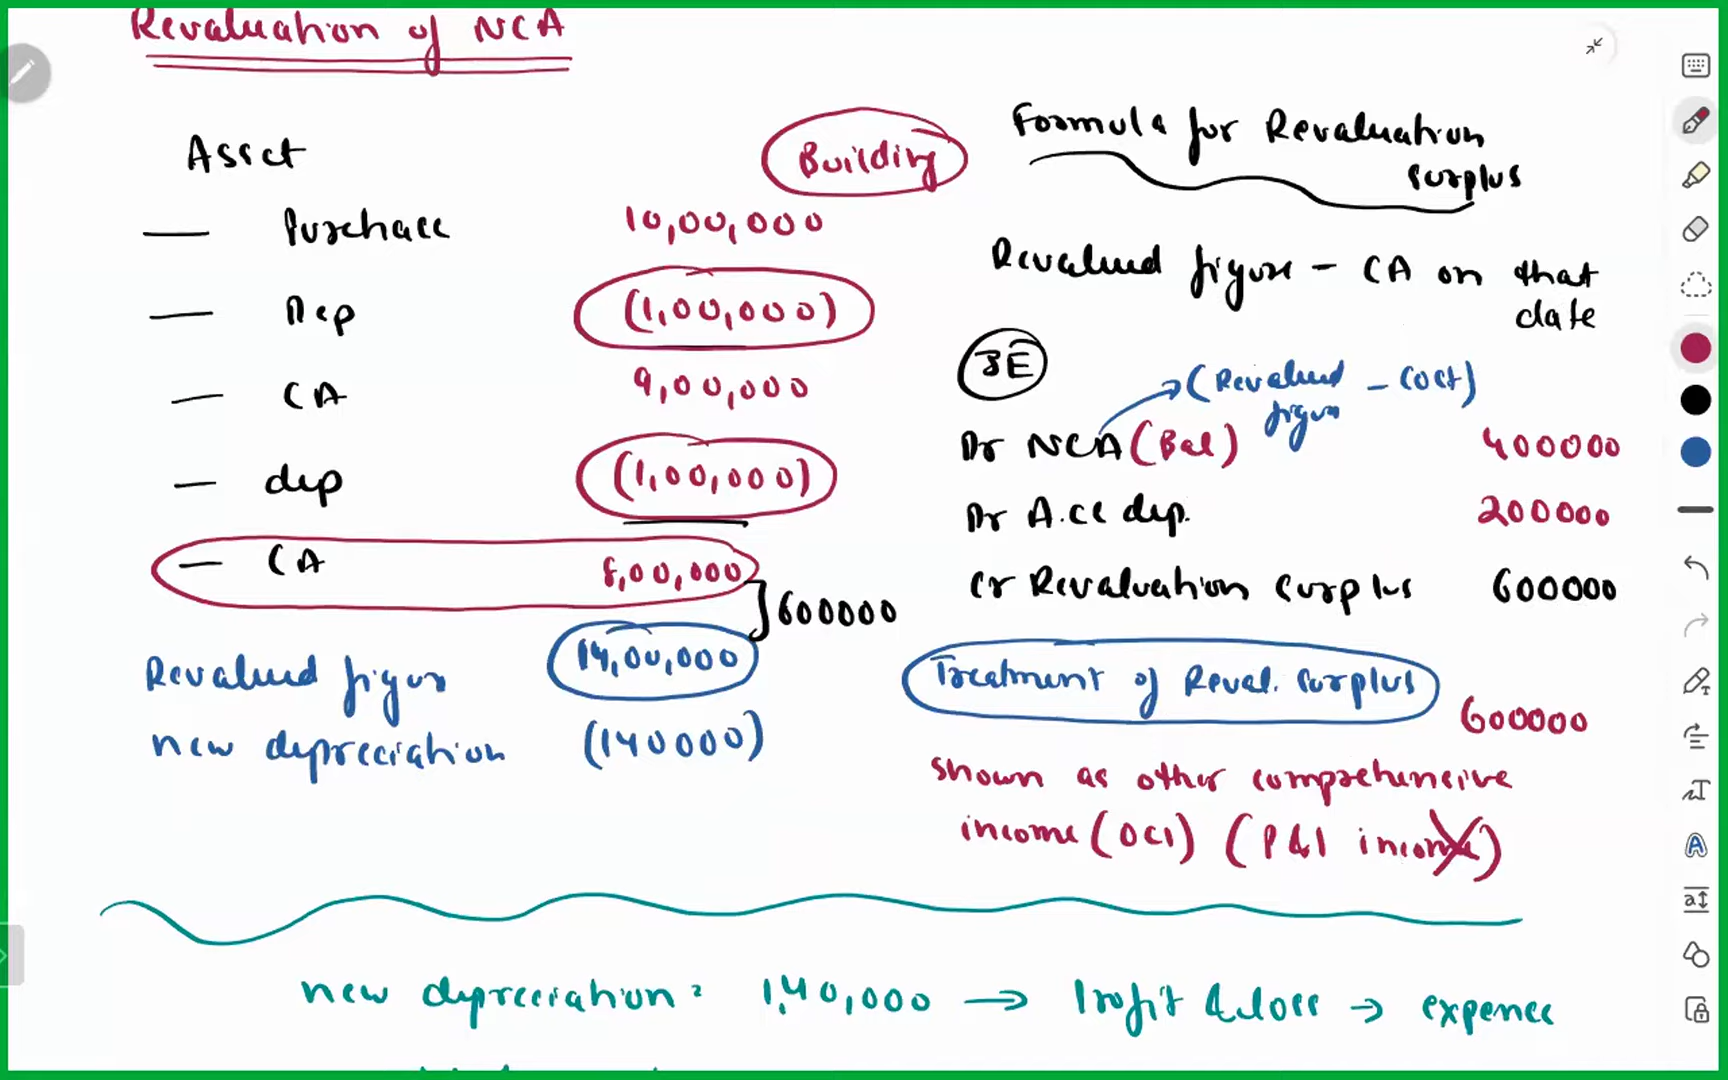 Revaluation of NCA
Asset
Building
— Purchase 10,00,000
— Dep (1,00,000)
— CA 9,00,000
— dep (1,00,000)
— CA 8,00,000
600000
Revalued figure 14,00,000
new depreciation (140000)
Formula for Revaluation
surplus
Revalued figure - CA on that
date
JE
(Revalued figure - Cost)
Dr NCA (Bal) 400000
Dr Acc dep. 200000
Cr Revaluation surplus 600000
Treatment of Reval. surplus
600000
shown as other comprehensive
income (OCI) (P&l income)
new depreciation: 1,40,000 → Profit & loss → expense